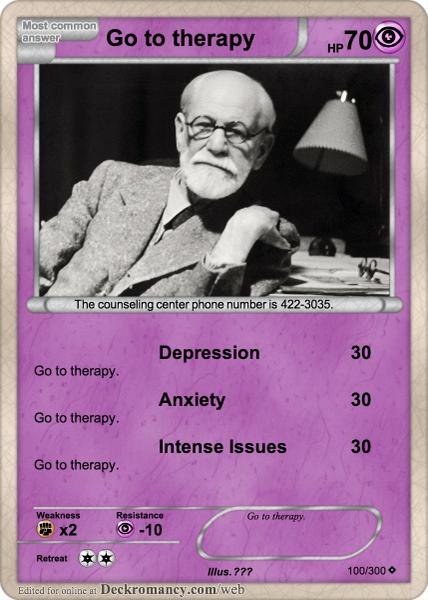 Most common
answer
Go to therapy
HP 70
The counseling center phone number is 422-3035.
Depression 30
Go to therapy.
Anxiety 30
Go to therapy.
Intense Issues 30
Go to therapy.
Weakness Resistance
x2 -10
Go to therapy.
Retreat
Illus. ??? 100/300
Edited for online at Deckromancy.com/web